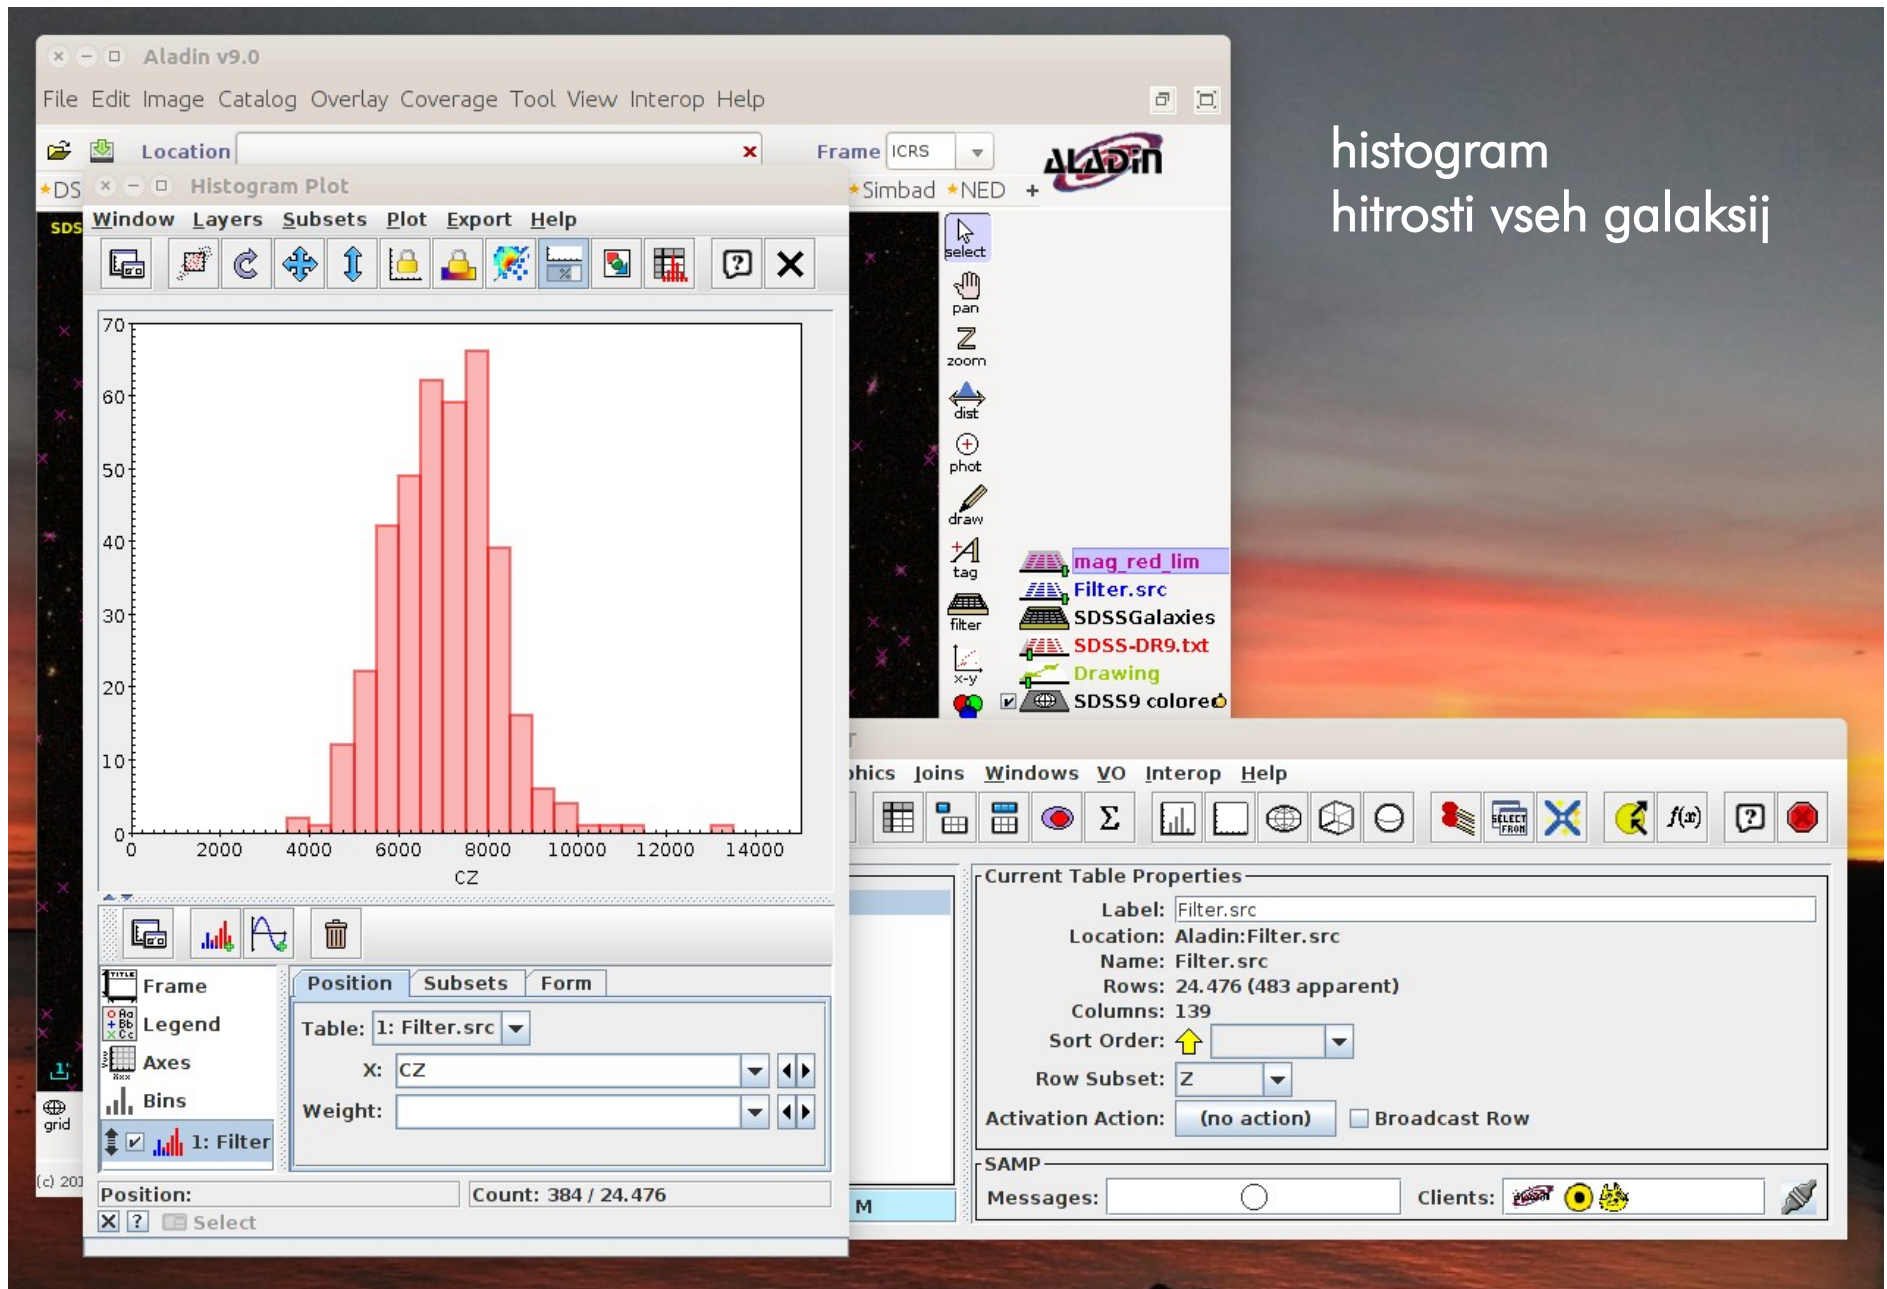 Aladin v9.0
File Edit Image Catalog Overlay Coverage Tool View Interop Help
Location
Frame ICRS
ALADiN
Simbad NED +
Histogram Plot
Window Layers Subsets Plot Export Help
histogram
hitrosti vseh galaksij
select
pan
zoom
dist
phot
draw
tag
filter
x-y
mag_red_lim
Filter.src
SDSSGalaxies
SDSS-DR9.txt
Drawing
SDSS9 colored
70
60
50
40
30
20
10
0
0 2000 4000 6000 8000 10000 12000 14000
CZ
Joins Windows VO Interop Help
SELECT
FROM
f(x)
Current Table Properties
Label: Filter.src
Location: Aladin:Filter.src
Name: Filter.src
Rows: 24.476 (483 apparent)
Columns: 139
Sort Order:
Row Subset: Z
Activation Action: (no action) Broadcast Row
SAMP
Messages: Clients:
M
TITLE
Frame
Legend
Axes
Bins
1: Filter
Position Subsets Form
Table: 1: Filter.src
X: CZ
Weight:
Position: Count: 384 / 24.476
Select
1'
grid
(c) 201